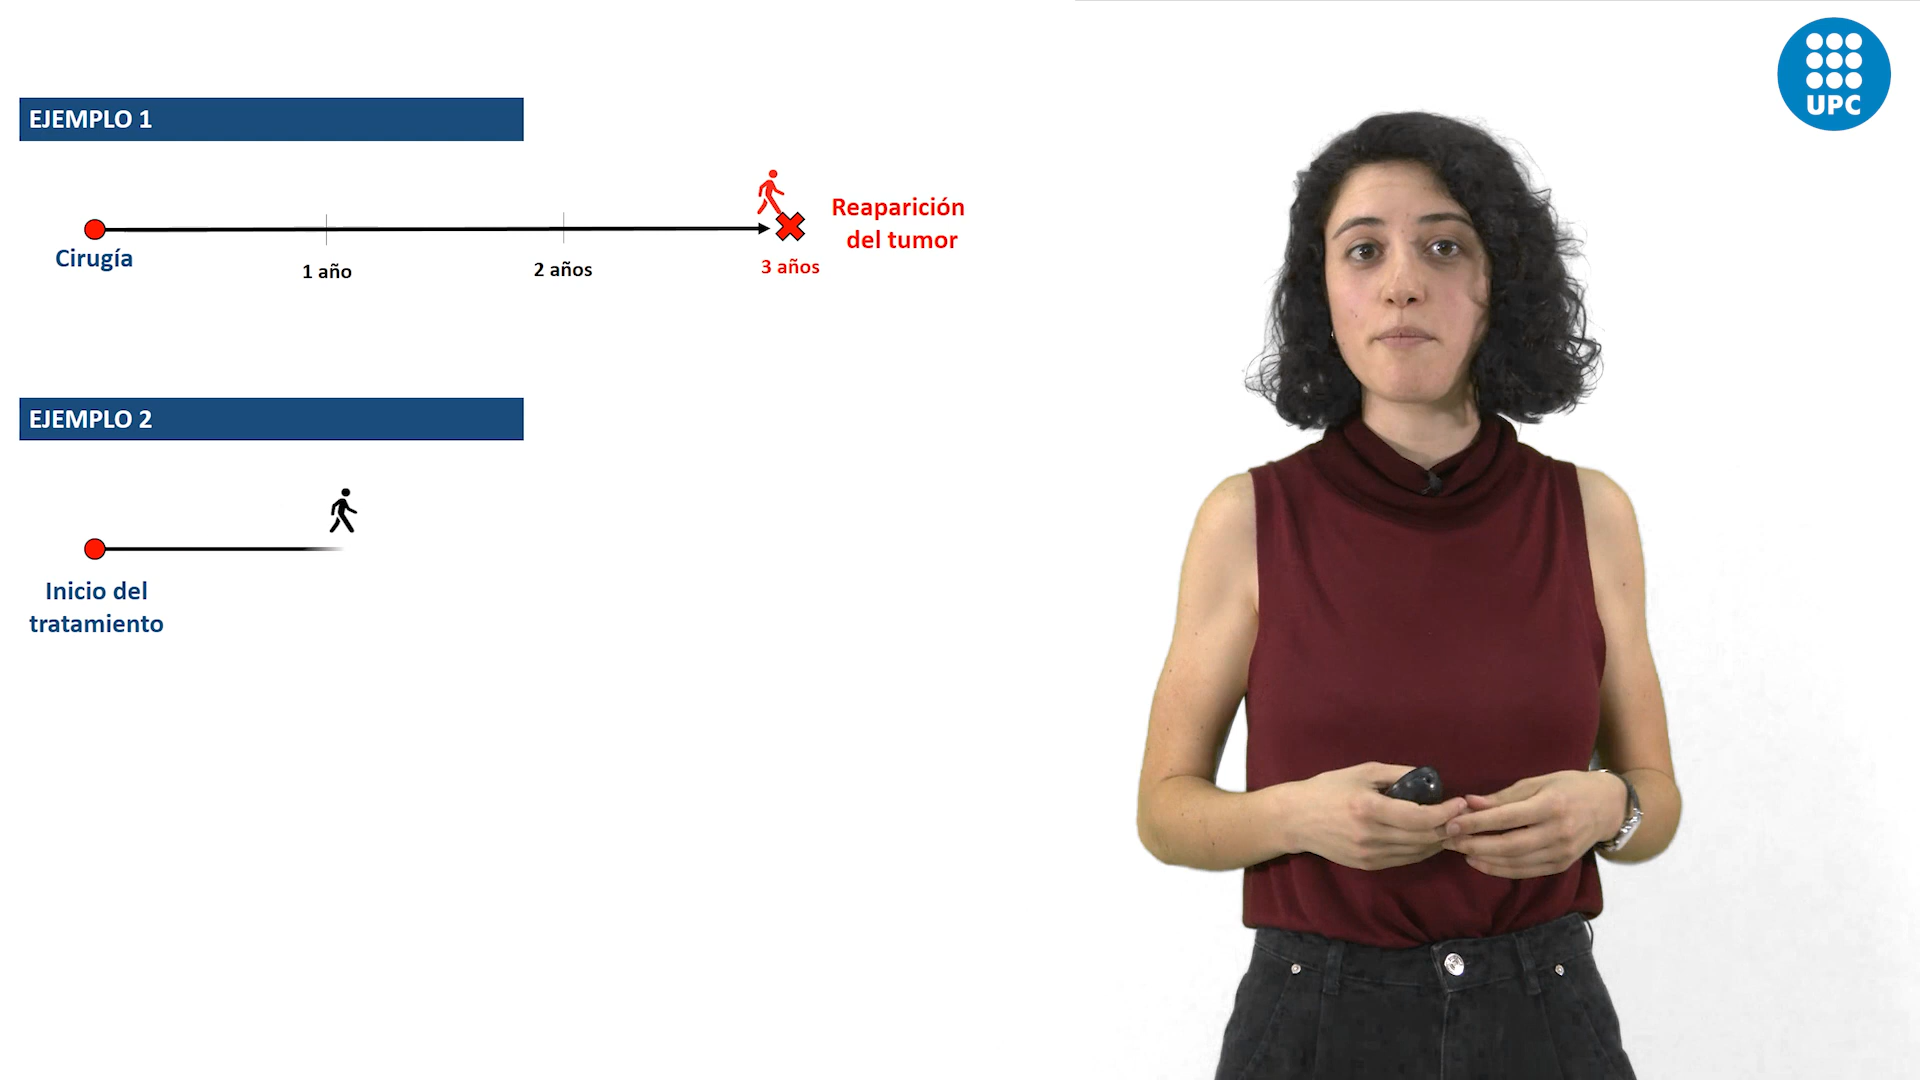 UPC
EJEMPLO 1
Reaparición
del tumor
Cirugía
1 año
2 años
3 años
EJEMPLO 2
Inicio del
tratamiento